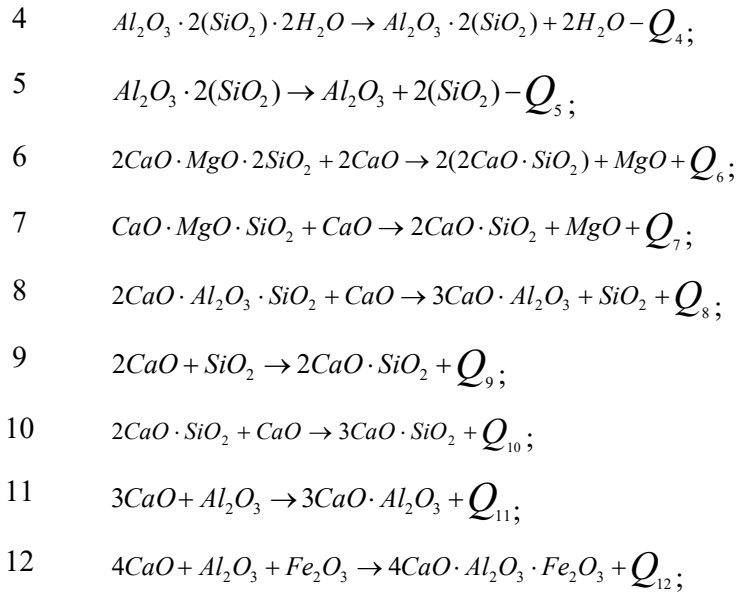 4 Al₂O₃·2(SiO₂)·2H₂O → Al₂O₃·2(SiO₂)+2H₂O−Q₄;
5 Al₂O₃·2(SiO₂) → Al₂O₃+2(SiO₂)−Q₅;
6 2CaO·MgO·2SiO₂+2CaO → 2(2CaO·SiO₂)+MgO+Q₆;
7 CaO·MgO·SiO₂+CaO → 2CaO·SiO₂+MgO+Q₇;
8 2CaO·Al₂O₃·SiO₂+CaO → 3CaO·Al₂O₃+SiO₂+Q₈;
9 2CaO+SiO₂ → 2CaO·SiO₂+Q₉;
10 2CaO·SiO₂+CaO → 3CaO·SiO₂+Q₁₀;
11 3CaO+Al₂O₃ → 3CaO·Al₂O₃+Q₁₁;
12 4CaO+Al₂O₃+Fe₂O₃ → 4CaO·Al₂O₃·Fe₂O₃+Q₁₂;